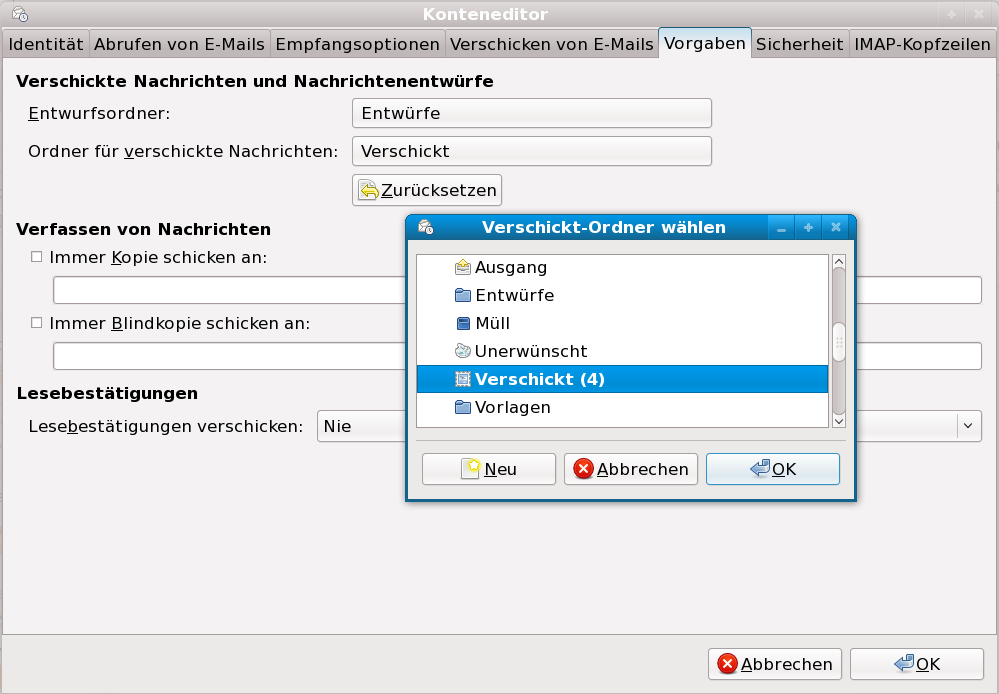 Konteneditor
Identität Abrufen von E-Mails Empfangsoptionen Verschicken von E-Mails Vorgaben Sicherheit IMAP-Kopfzeilen
Verschickte Nachrichten und Nachrichtenentwürfe
Entwurfsordner: Entwürfe
Ordner für verschickte Nachrichten: Verschickt
Zurücksetzen
Verfassen von Nachrichten
Immer Kopie schicken an:
Immer Blindkopie schicken an:
Lesebestätigungen
Lesebestätigungen verschicken: Nie
Verschickt-Ordner wählen
Ausgang
Entwürfe
Müll
Unerwünscht
Verschickt (4)
Vorlagen
Neu Abbrechen OK
Abbrechen OK